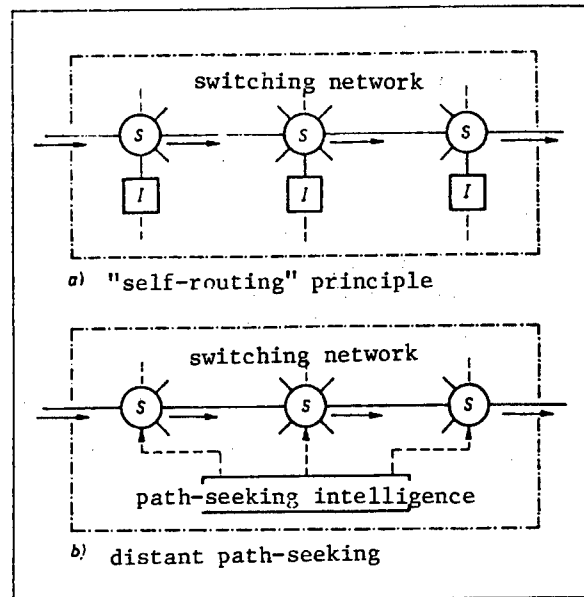 switching network
S S S
I I I
a) "self-routing" principle
switching network
S S S
path-seeking intelligence
b) distant path-seeking